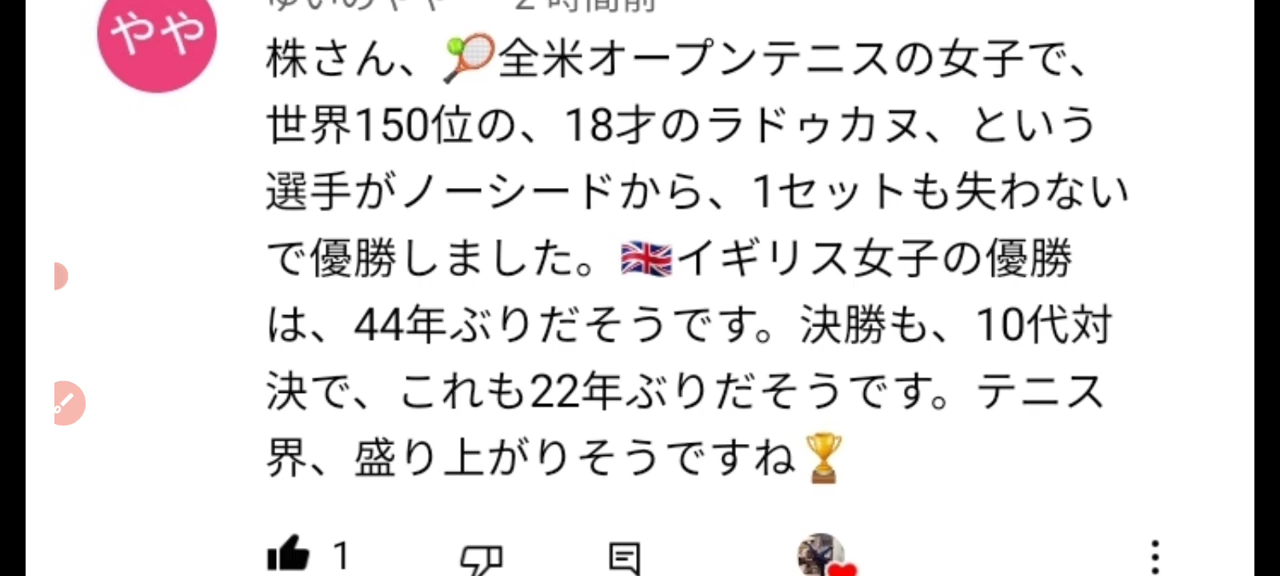 やや
2 時間前
株さん、🎾全米オープンテニスの女子で、
世界150位の、18才のラドゥカヌ、という
選手がノーシードから、1セットも失わない
で優勝しました。🇬🇧イギリス女子の優勝
は、44年ぶりだそうです。決勝も、10代対
決で、これも22年ぶりだそうです。テニス
界、盛り上がりそうですね🏆
1